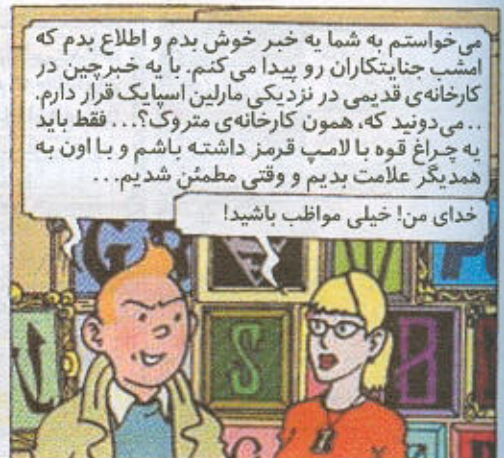 می‌خواستم به شما یه خبر خوش بدم و اطلاع بدم که
امشب جنایتکاران رو پیدا می‌کنم. با یه خبرچین در
کارخانه‌ی قدیمی در نزدیکی مارلین اسپایک قرار دارم.
..می‌دونید که، همون کارخانه‌ی متروک؟... فقط باید
یه چراغ قوه با لامپ قرمز داشته باشم و با اون به
همدیگر علامت بدیم و وقتی مطمئن شدیم...
خدای من! خیلی مواظب باشید!